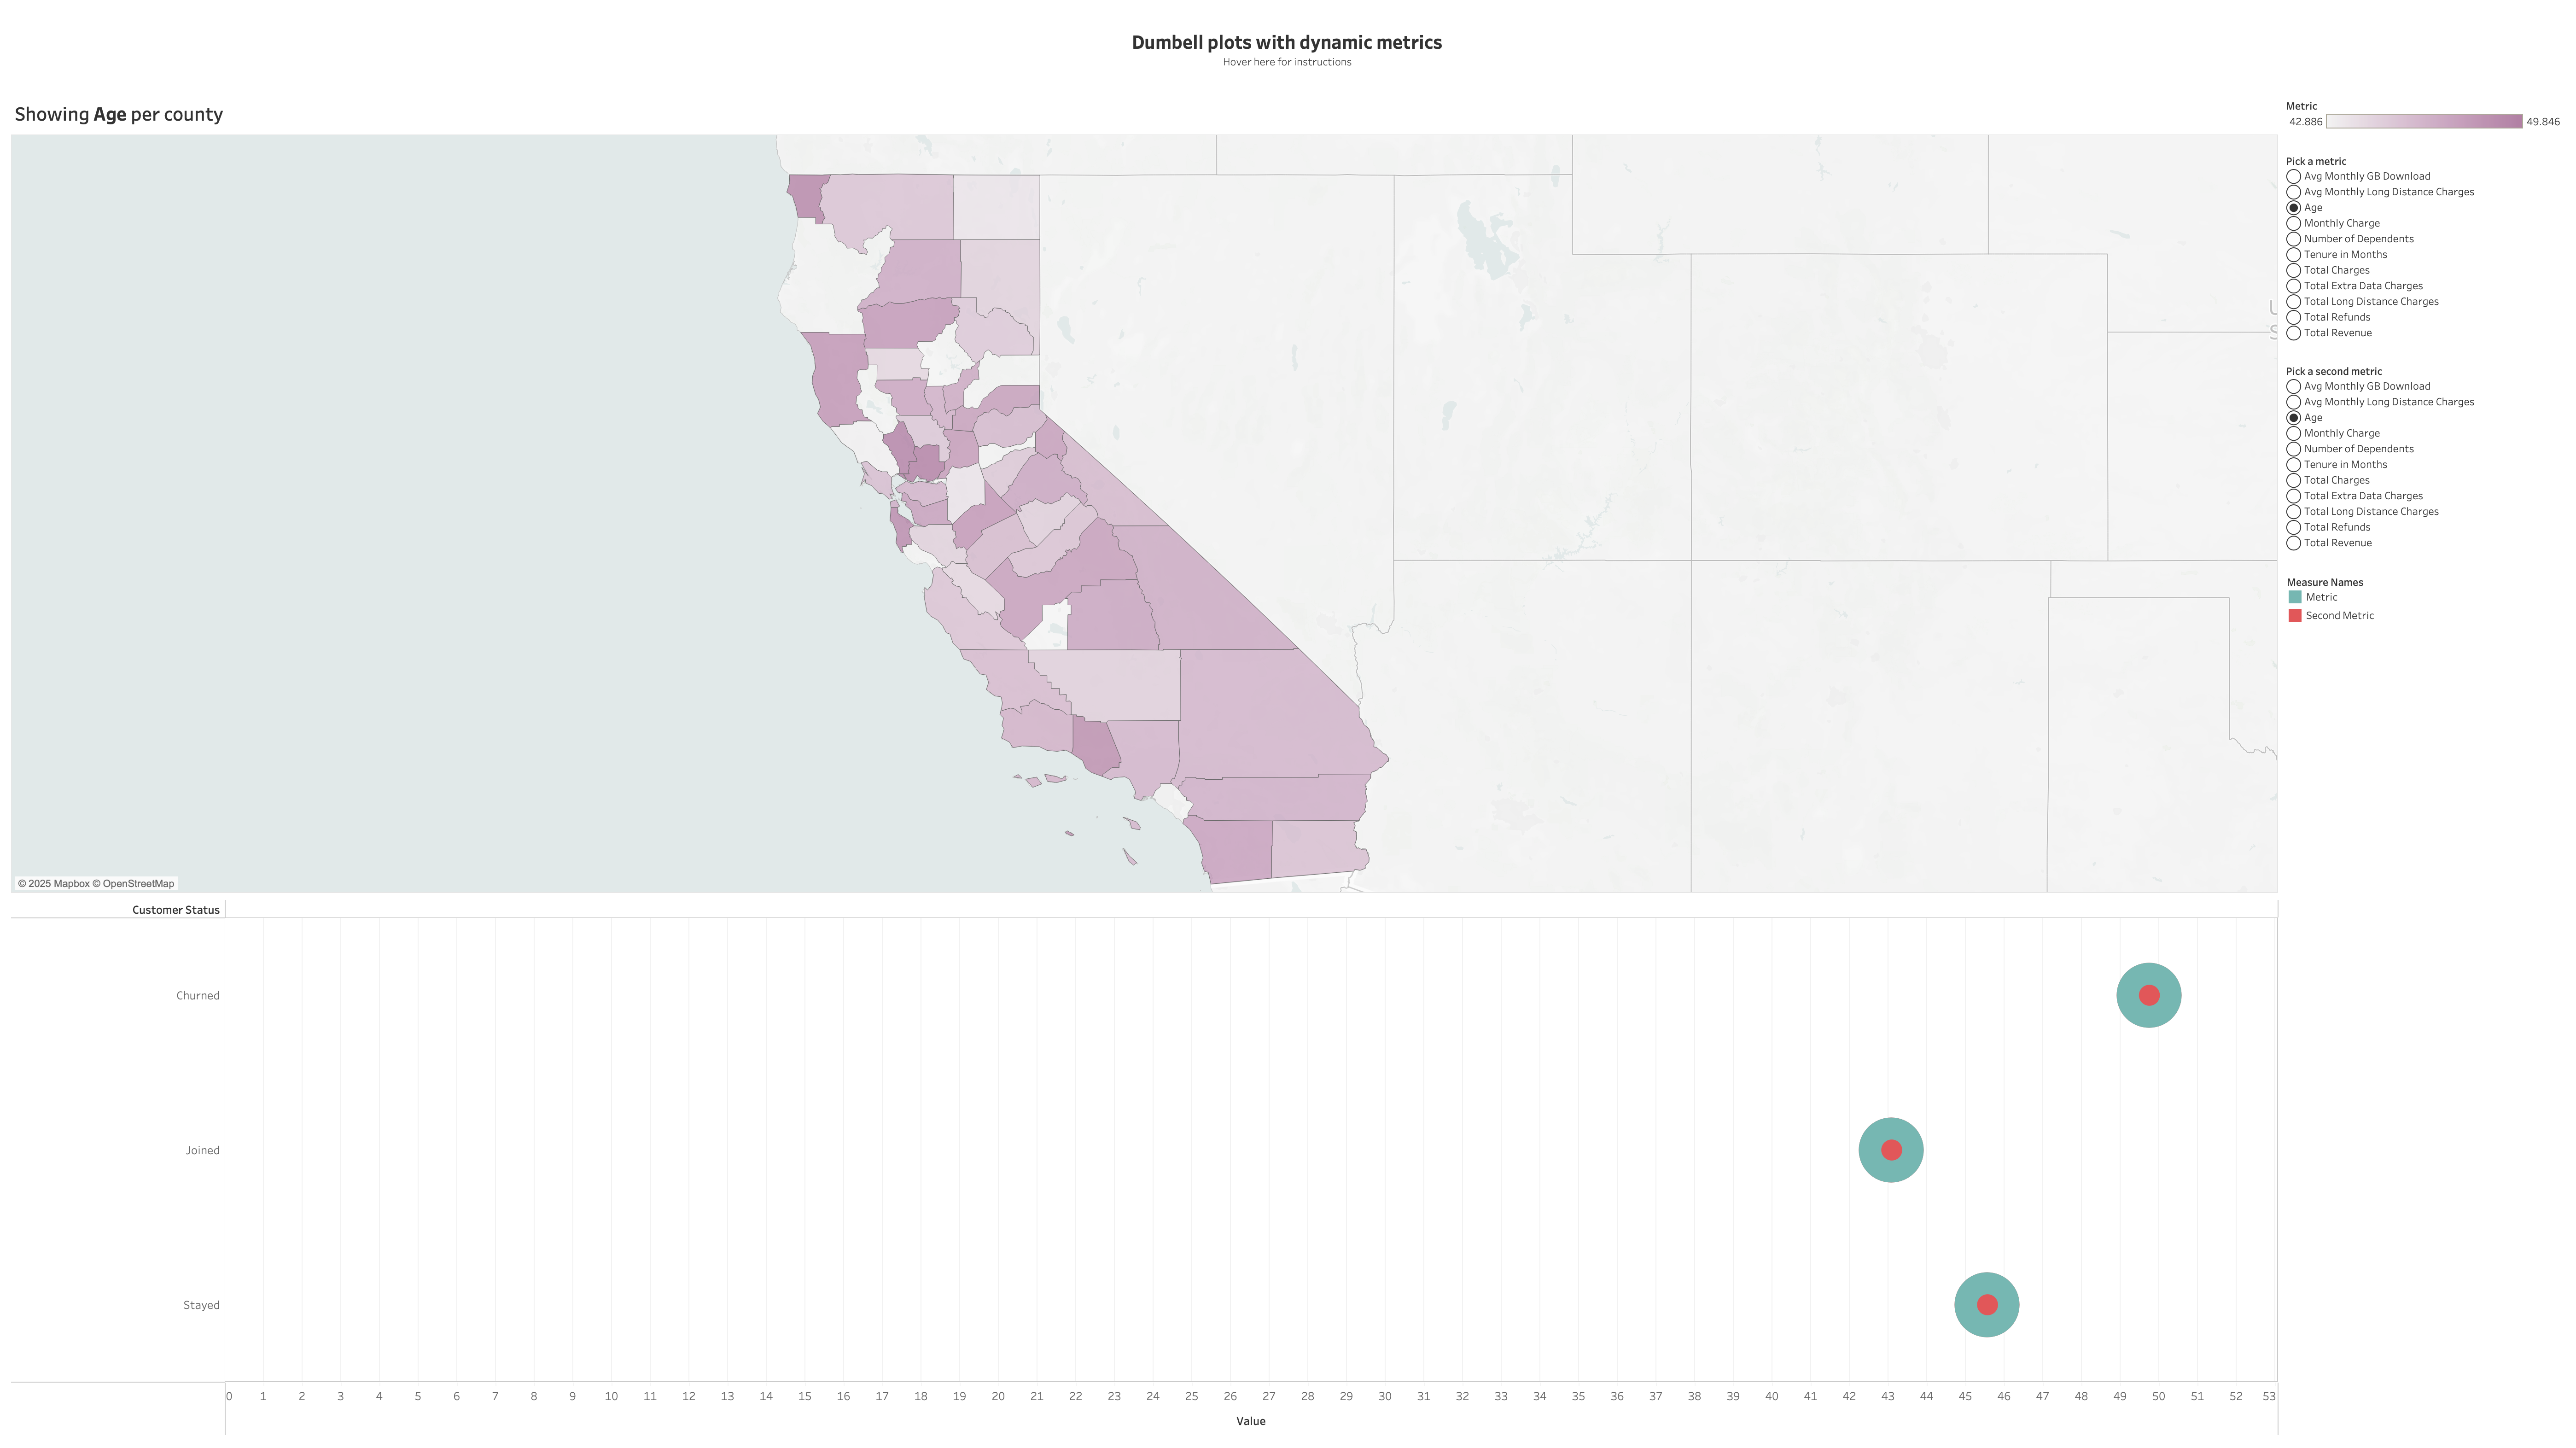 Dumbell plots with dynamic metrics
Hover here for instructions
Showing Age per county
Metric
42.886 49.846
Pick a metric
Avg Monthly GB Download
Avg Monthly Long Distance Charges
Age
Monthly Charge
Number of Dependents
Tenure in Months
Total Charges
Total Extra Data Charges
Total Long Distance Charges
Total Refunds
Total Revenue
Pick a second metric
Avg Monthly GB Download
Avg Monthly Long Distance Charges
Age
Monthly Charge
Number of Dependents
Tenure in Months
Total Charges
Total Extra Data Charges
Total Long Distance Charges
Total Refunds
Total Revenue
Measure Names
Metric
Second Metric
© 2025 Mapbox © OpenStreetMap
Customer Status
Churned
Joined
Stayed
0 1 2 3 4 5 6 7 8 9 10 11 12 13 14 15 16 17 18 19 20 21 22 23 24 25 26 27 28 29 30 31 32 33 34 35 36 37 38 39 40 41 42 43 44 45 46 47 48 49 50 51 52 53
Value